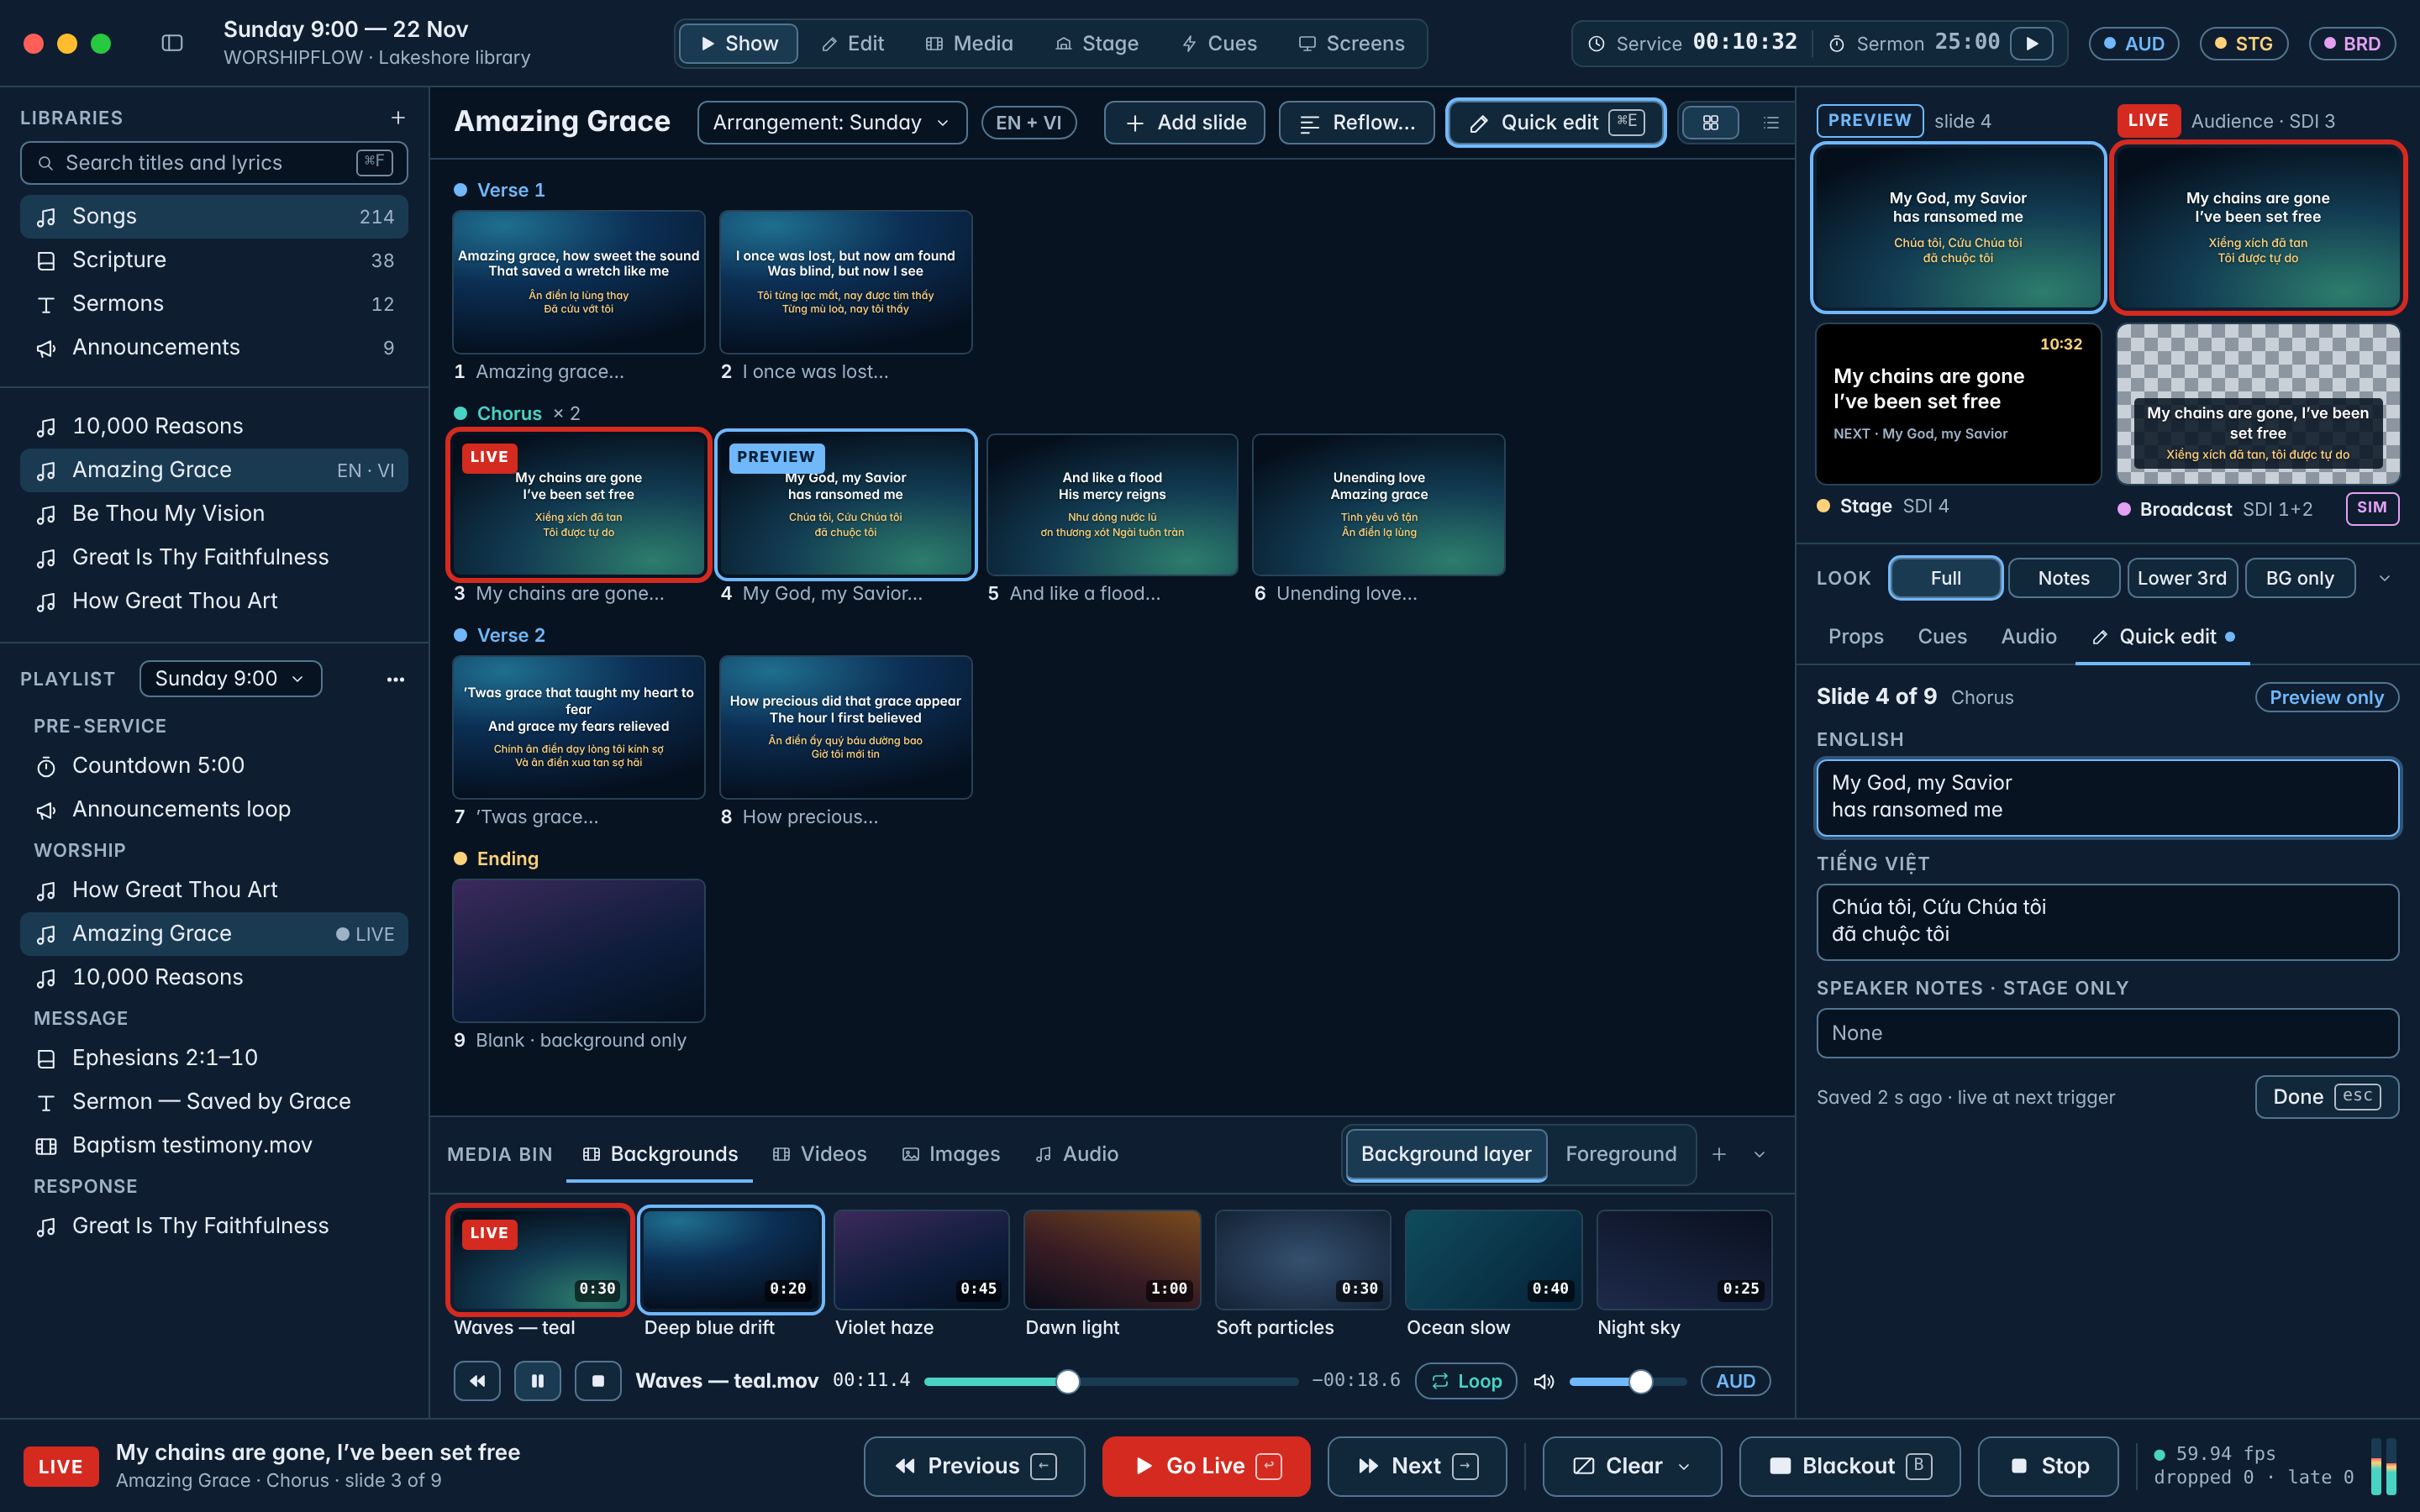 Sunday 9:00 — 22 Nov
WORSHIPFLOW · Lakeshore library
Show
Edit
Media
Stage
Cues
Screens
Service 00:10:32
Sermon 25:00
AUD
STG
BRD
LIBRARIES
Search titles and lyrics ⌘F
Songs 214
Scripture 38
Sermons 12
Announcements 9
10,000 Reasons
Amazing Grace EN · VI
Be Thou My Vision
Great Is Thy Faithfulness
How Great Thou Art
PLAYLIST Sunday 9:00
PRE-SERVICE
Countdown 5:00
Announcements loop
WORSHIP
How Great Thou Art
Amazing Grace LIVE
10,000 Reasons
MESSAGE
Ephesians 2:1–10
Sermon — Saved by Grace
Baptism testimony.mov
RESPONSE
Great Is Thy Faithfulness
Amazing Grace
Arrangement: Sunday
EN + VI
Add slide
Reflow...
Quick edit ⌘E
Verse 1
Amazing grace, how sweet the sound
That saved a wretch like me
Ân điển lạ lùng thay
Đã cứu vớt tôi
1 Amazing grace...
I once was lost, but now am found
Was blind, but now I see
Tôi từng lạc mất, nay được tìm thấy
Từng mù loà, nay tôi thấy
2 I once was lost...
Chorus × 2
LIVE
My chains are gone
I’ve been set free
Xiềng xích đã tan
Tôi được tự do
3 My chains are gone...
PREVIEW
My God, my Savior
has ransomed me
Chúa tôi, Cứu Chúa tôi
đã chuộc tôi
4 My God, my Savior...
And like a flood
His mercy reigns
Như dòng nước lũ
ơn thương xót Ngài tuôn tràn
5 And like a flood...
Unending love
Amazing grace
Tình yêu vô tận
Ân điển lạ lùng
6 Unending love...
Verse 2
’Twas grace that taught my heart to
fear
And grace my fears relieved
Chính ân điển dạy lòng tôi kính sợ
Và ân điển xua tan sợ hãi
7 ’Twas grace...
How precious did that grace appear
The hour I first believed
Ân điển ấy quý báu dường bao
Giờ tôi mới tin
8 How precious...
Ending
9 Blank · background only
MEDIA BIN
Backgrounds
Videos
Images
Audio
Background layer
Foreground
LIVE
0:30
Waves — teal
0:20
Deep blue drift
0:45
Violet haze
1:00
Dawn light
0:30
Soft particles
0:40
Ocean slow
0:25
Night sky
Waves — teal.mov 00:11.4 −00:18.6
Loop
AUD
PREVIEW slide 4
My God, my Savior
has ransomed me
Chúa tôi, Cứu Chúa tôi
đã chuộc tôi
LIVE Audience · SDI 3
My chains are gone
I’ve been set free
Xiềng xích đã tan
Tôi được tự do
10:32
My chains are gone
I’ve been set free
NEXT · My God, my Savior
Stage SDI 4
My chains are gone, I’ve been
set free
Xiềng xích đã tan, tôi được tự do
Broadcast SDI 1+2 SIM
LOOK
Full
Notes
Lower 3rd
BG only
Props
Cues
Audio
Quick edit
Slide 4 of 9 Chorus
Preview only
ENGLISH
My God, my Savior
has ransomed me
TIẾNG VIỆT
Chúa tôi, Cứu Chúa tôi
đã chuộc tôi
SPEAKER NOTES · STAGE ONLY
None
Saved 2 s ago · live at next trigger
Done esc
LIVE
My chains are gone, I’ve been set free
Amazing Grace · Chorus · slide 3 of 9
Previous ←
Go Live ↩
Next →
Clear
Blackout B
Stop
59.94 fps
dropped 0 · late 0